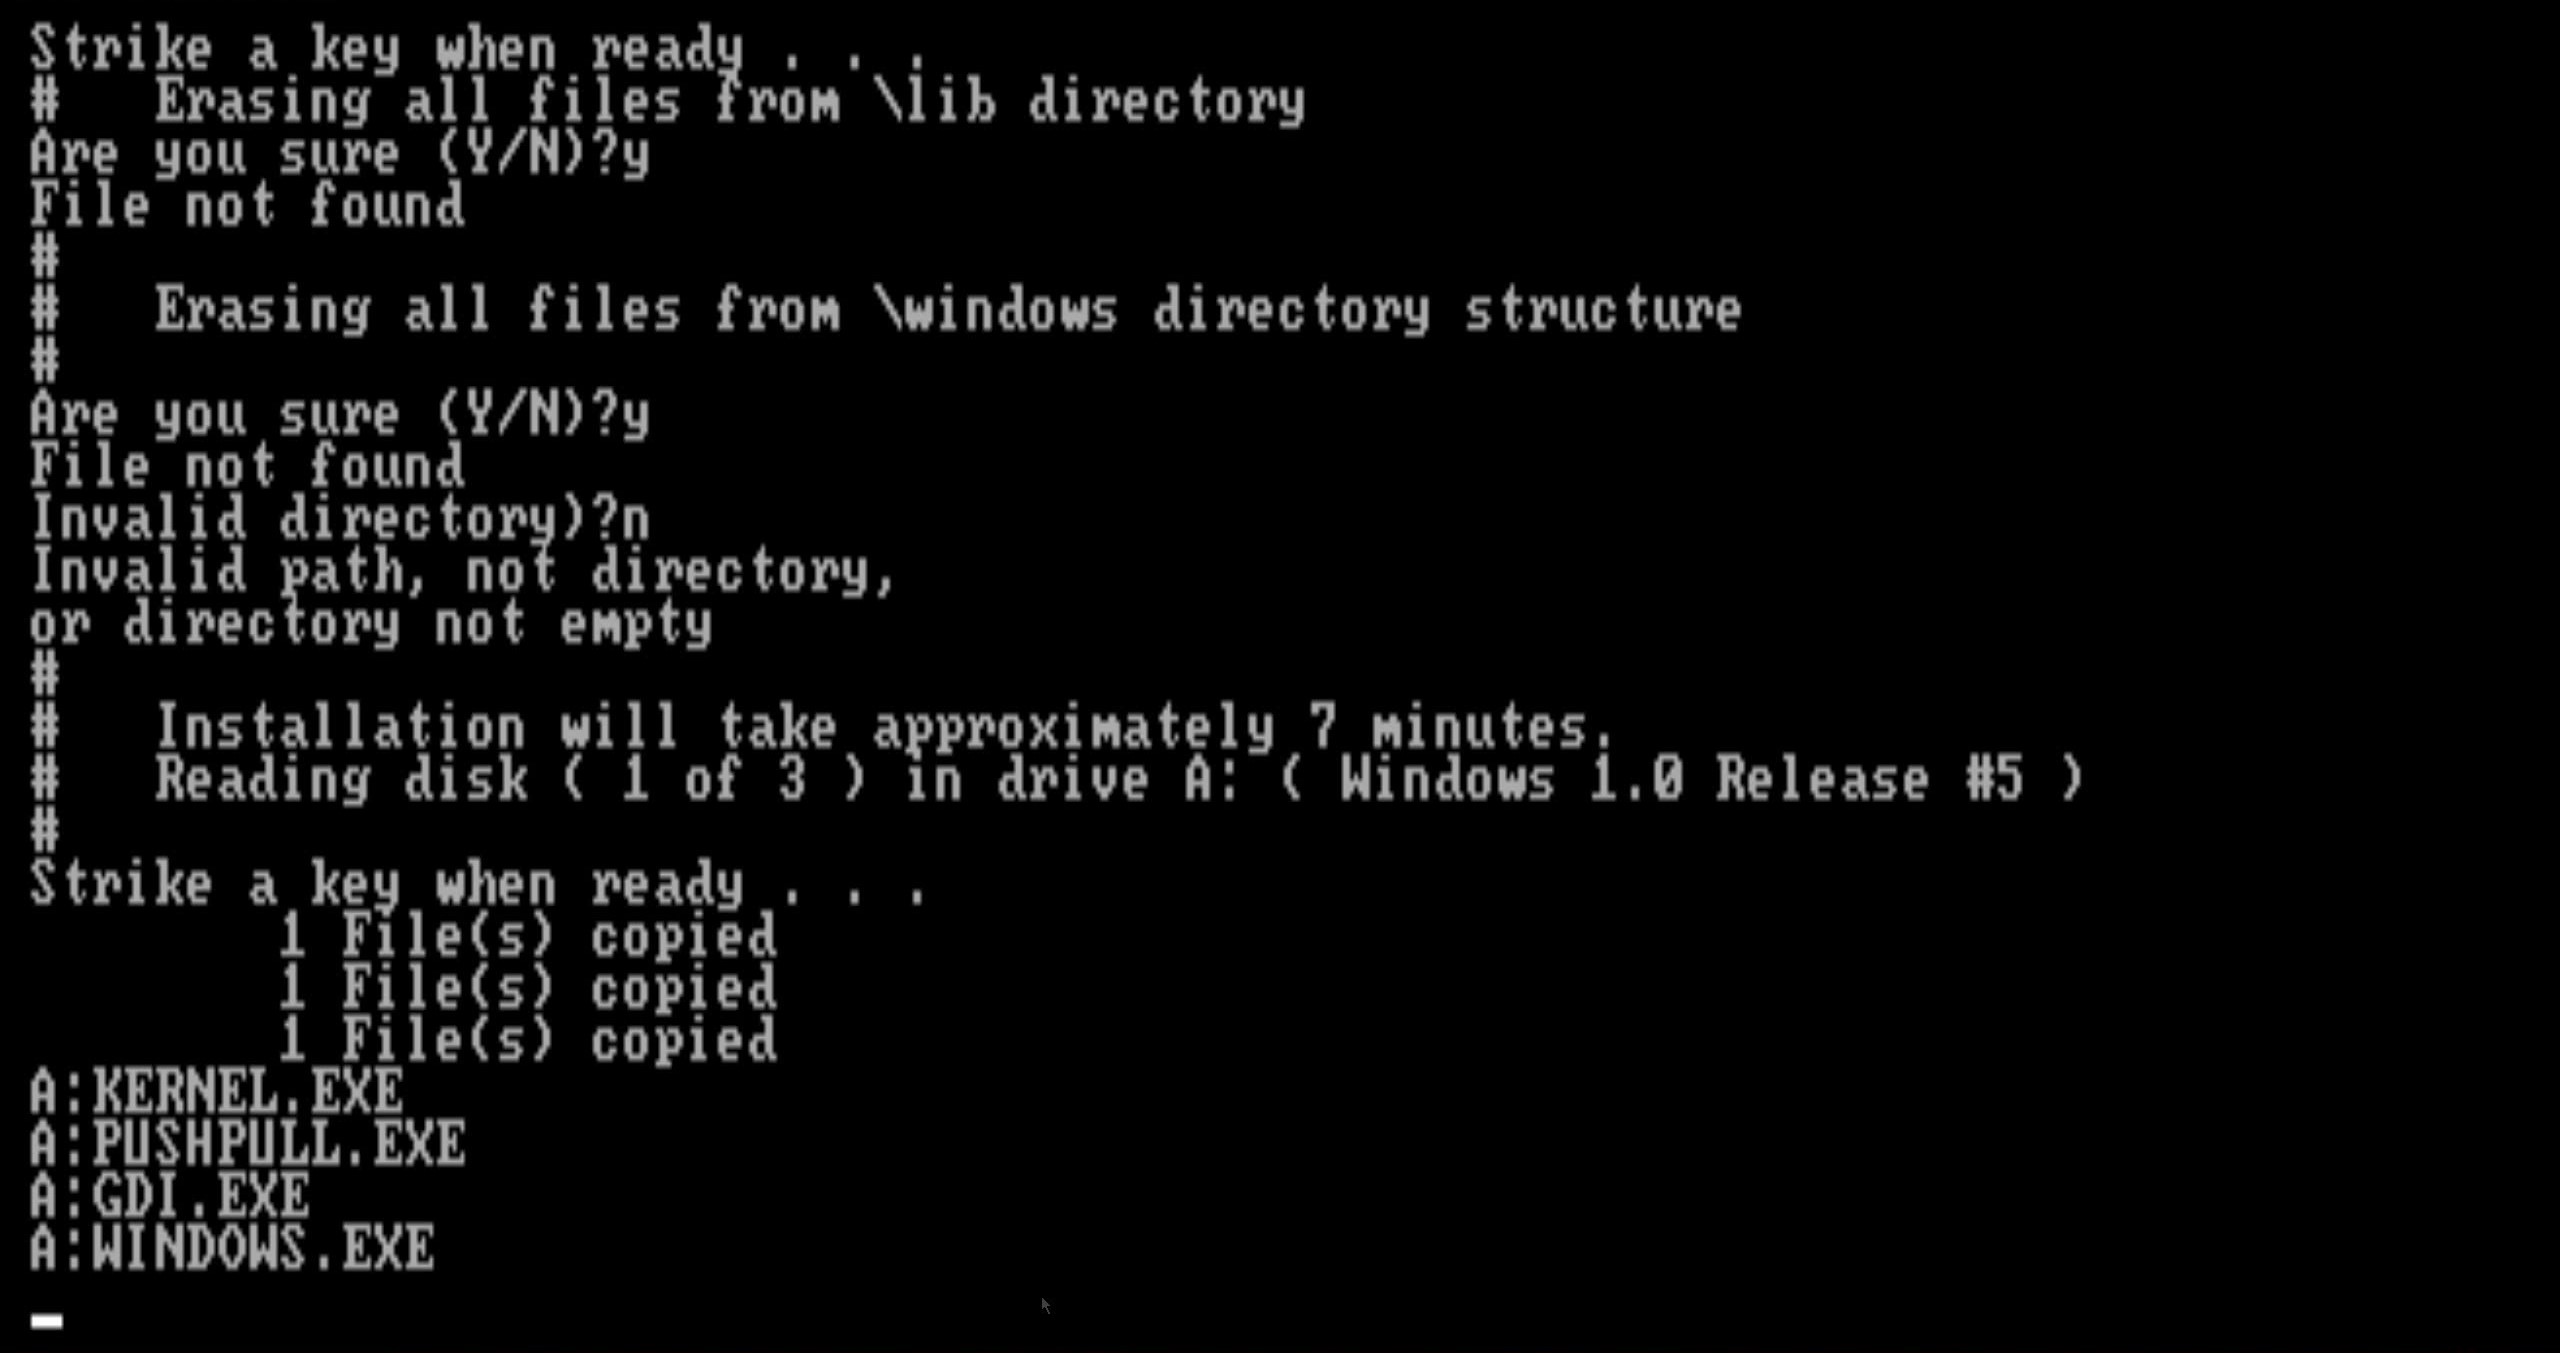 Strike a key when ready . . .
#   Erasing all files from \lib directory
Are you sure (Y/N)?y
File not found
#
#   Erasing all files from \windows directory structure
#
Are you sure (Y/N)?y
File not found
Invalid directory)?n
Invalid path, not directory,
or directory not empty
#
#   Installation will take approximately 7 minutes.
#   Reading disk ( 1 of 3 ) in drive A: ( Windows 1.0 Release #5 )
#
Strike a key when ready . . .
        1 File(s) copied
        1 File(s) copied
        1 File(s) copied
A:KERNEL.EXE
A:PUSHPULL.EXE
A:GDI.EXE
A:WINDOWS.EXE